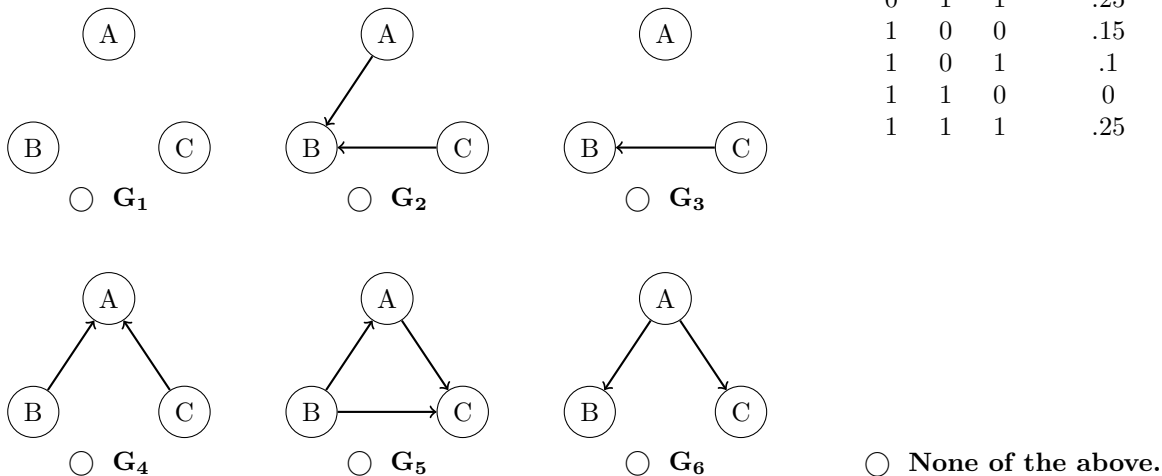 0 1 1 .25
1 0 0 .15
1 0 1 .1
1 1 0 0
1 1 1 .25
A A A
B C B C B C
G1 G2 G3
A A A
B C B C B C
G4 G5 G6 None of the above.